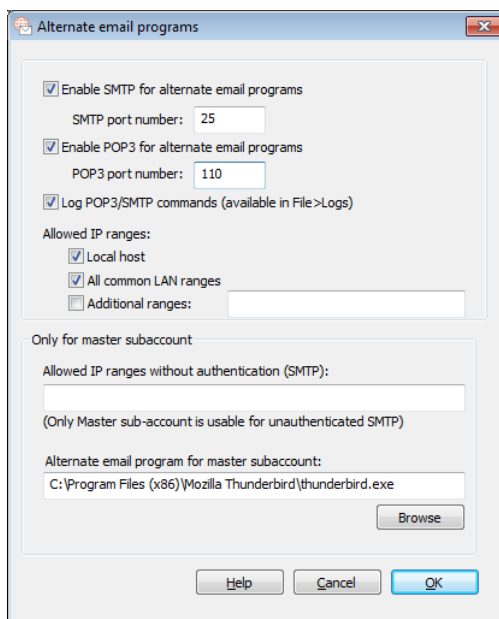 Alternate email programs
Enable SMTP for alternate email programs
SMTP port number: 25
Enable POP3 for alternate email programs
POP3 port number: 110
Log POP3/SMTP commands (available in File>Logs)
Allowed IP ranges:
Local host
All common LAN ranges
Additional ranges:
Only for master subaccount
Allowed IP ranges without authentication (SMTP):
(Only Master sub-account is usable for unauthenticated SMTP)
Alternate email program for master subaccount:
C:\Program Files (x86)\Mozilla Thunderbird\thunderbird.exe
Browse
Help Cancel OK